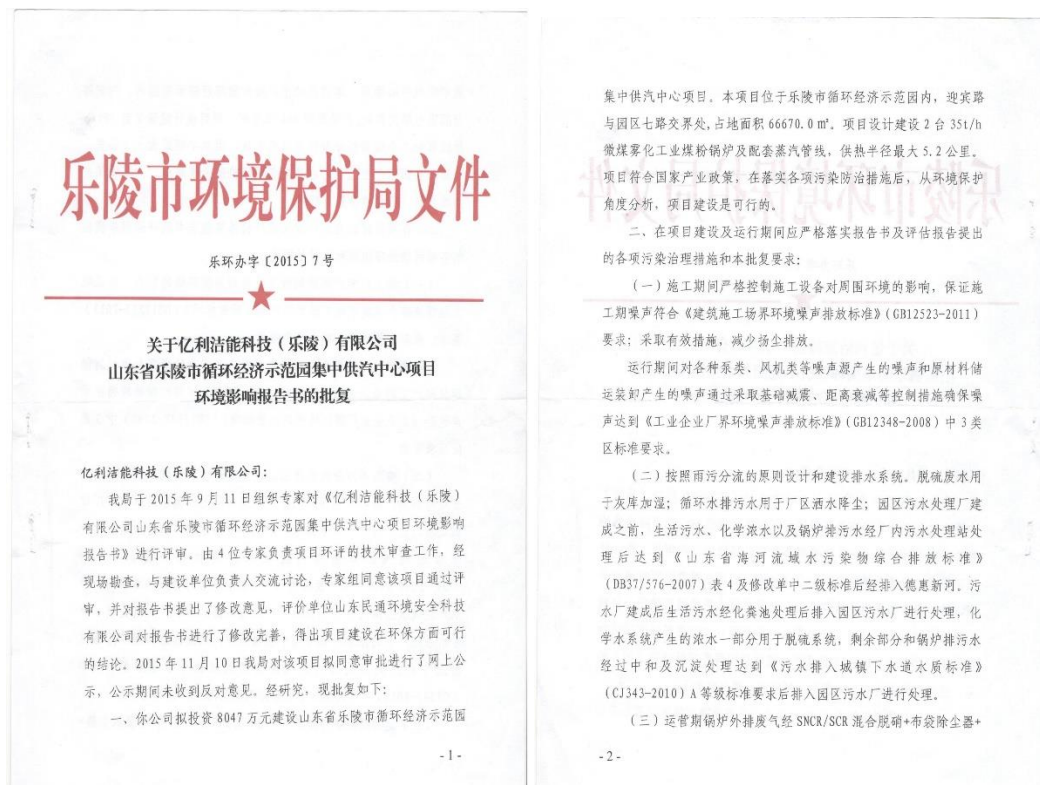 乐陵市环境保护局文件
乐环办字〔2015〕7号
关于亿利洁能科技（乐陵）有限公司
山东省乐陵市循环经济示范园集中供汽中心项目
环境影响报告书的批复
亿利洁能科技（乐陵）有限公司：
我局于2015年9月11日组织专家对《亿利洁能科技（乐陵）
有限公司山东省乐陵市循环经济示范园集中供汽中心项目环境影响
报告书》进行评审。由4位专家负责项目环评的技术审查工作，经
现场勘查，与建设单位负责人交流讨论，专家组同意该项目通过评
审，并对报告书提出了修改意见，评价单位山东民通环境安全科技
有限公司对报告书进行了修改完善，得出项目建设在环保方面可行
的结论。2015年11月10日我局对该项目拟同意审批进行了网上公
示，公示期间未收到反对意见。经研究，现批复如下：
一、你公司拟投资8047万元建设山东省乐陵市循环经济示范园
-1-
集中供汽中心项目。本项目位于乐陵市循环经济示范园内，迎宾路
与园区七路交界处，占地面积66670.0㎡。项目设计建设2台35t/h
微煤雾化工业煤粉锅炉及配套蒸汽管线，供热半径最大5.2公里。
项目符合国家产业政策，在落实各项污染防治措施后，从环境保护
角度分析，项目建设是可行的。
二、在项目建设及运行期间应严格落实报告书及评估报告提出
的各项污染治理措施和本批复要求：
（一）施工期间严格控制施工设备对周围环境的影响，保证施
工期噪声符合《建筑施工场界环境噪声排放标准》（GB12523-2011）
要求；采取有效措施，减少扬尘排放。
运行期间对各种泵类、风机类等噪声源产生的噪声和原材料储
运装卸产生的噪声通过采取基础减震、距离衰减等控制措施确保噪
声达到《工业企业厂界环境噪声排放标准》（GB12348-2008）中3类
区标准要求。
（二）按照雨污分流的原则设计和建设排水系统。脱硫废水用
于灰库加湿；循环水排污水用于厂区洒水降尘；园区污水处理厂建
成之前，生活污水、化学浓水以及锅炉排污水经厂内污水处理站处
理后达到《山东省海河流域水污染物综合排放标准》
（DB37/576-2007）表4及修改单中二级标准后经排入德惠新河。污
水厂建成后生活污水经化粪池处理后排入园区污水厂进行处理，化
学水系统产生的浓水一部分用于脱硫系统，剩余部分和锅炉排污水
经过中和及沉淀处理达到《污水排入城镇下水道水质标准》
（CJ343-2010）A等级标准要求后排入园区污水厂进行处理。
（三）运营期锅炉外排废气经SNCR/SCR混合脱硝+布袋除尘器+
-2-